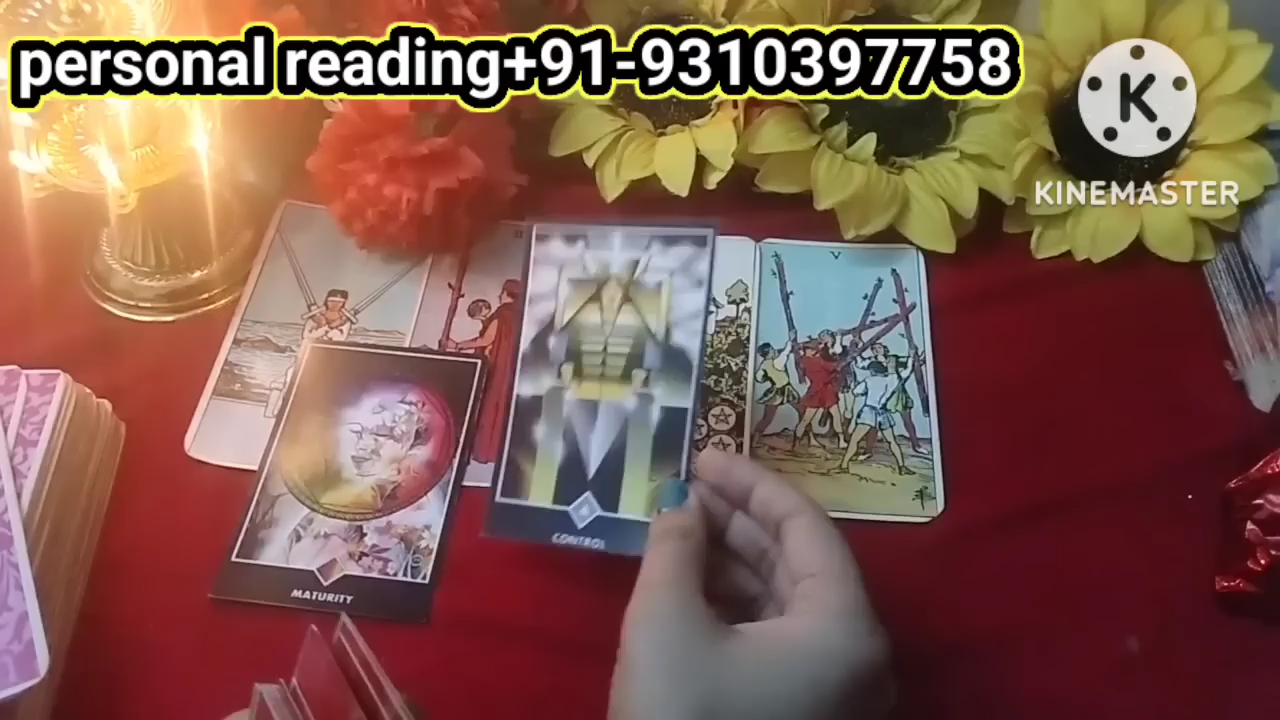 personal reading+91-9310397758
K
KINEMASTER
V
CONTROL
MATURITY